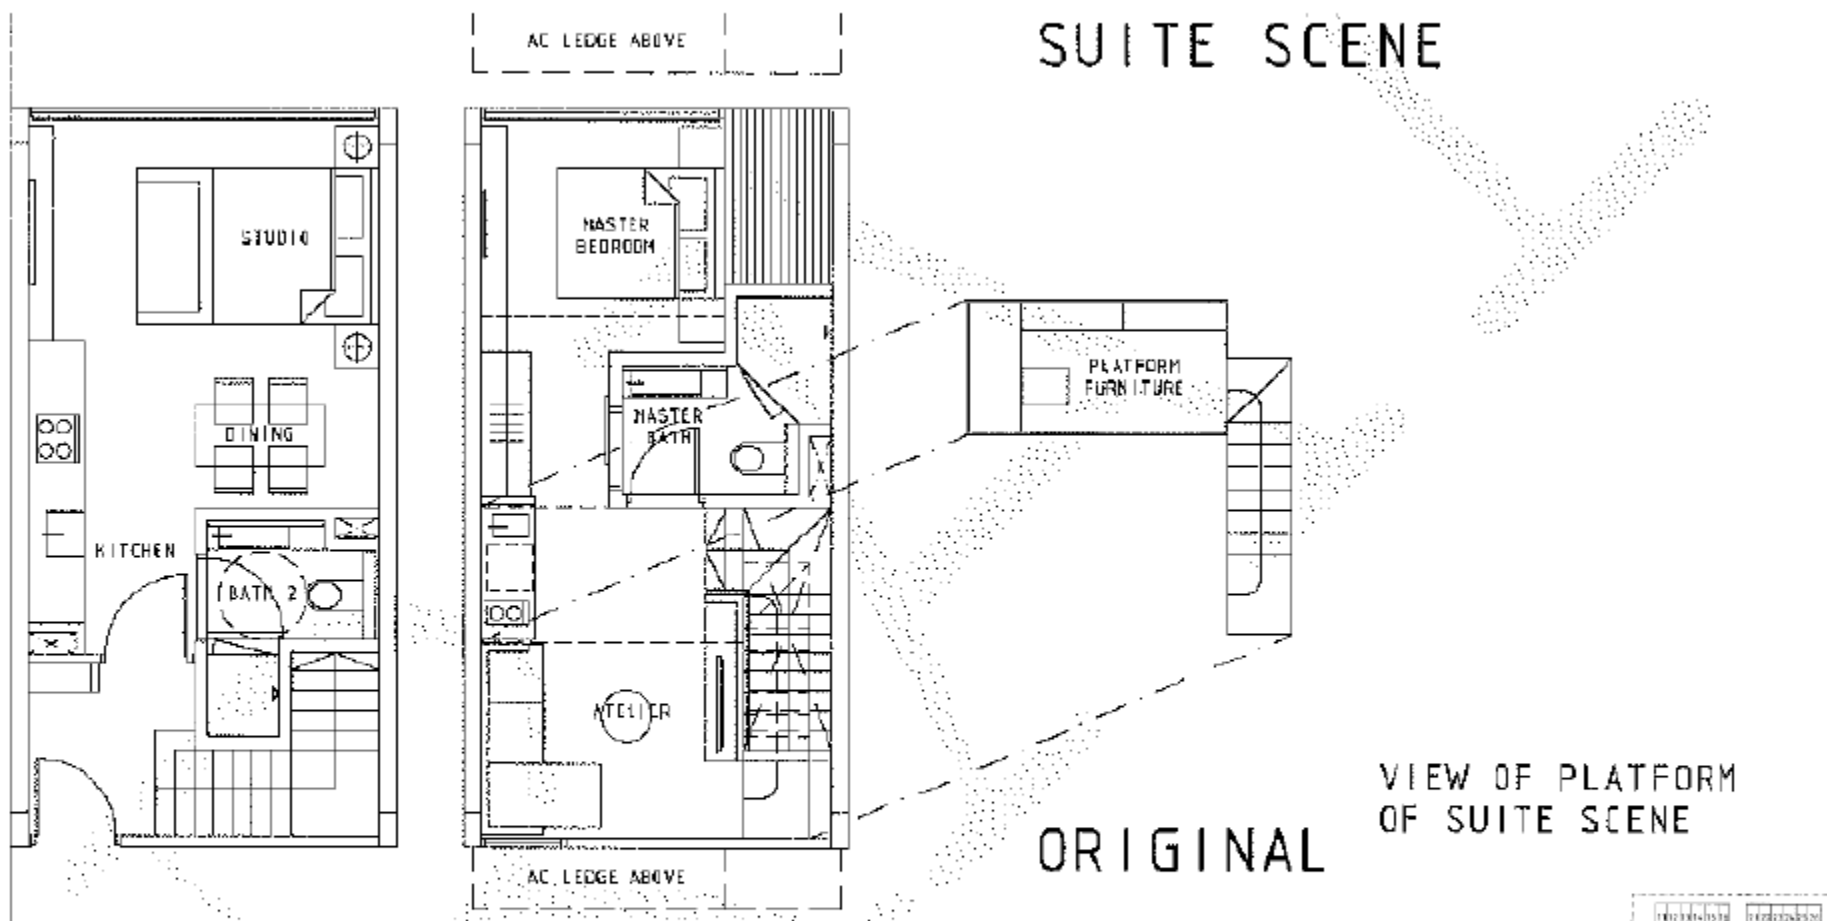 AC LEDGE ABOVE
SUITE SCENE
STUDIO
MASTER
BEDROOM
PLATFORM
FURNITURE
DINING
MASTER
BATH
KITCHEN
BATH 2
ATELIER
VIEW OF PLATFORM
OF SUITE SCENE
ORIGINAL
AC LEDGE ABOVE